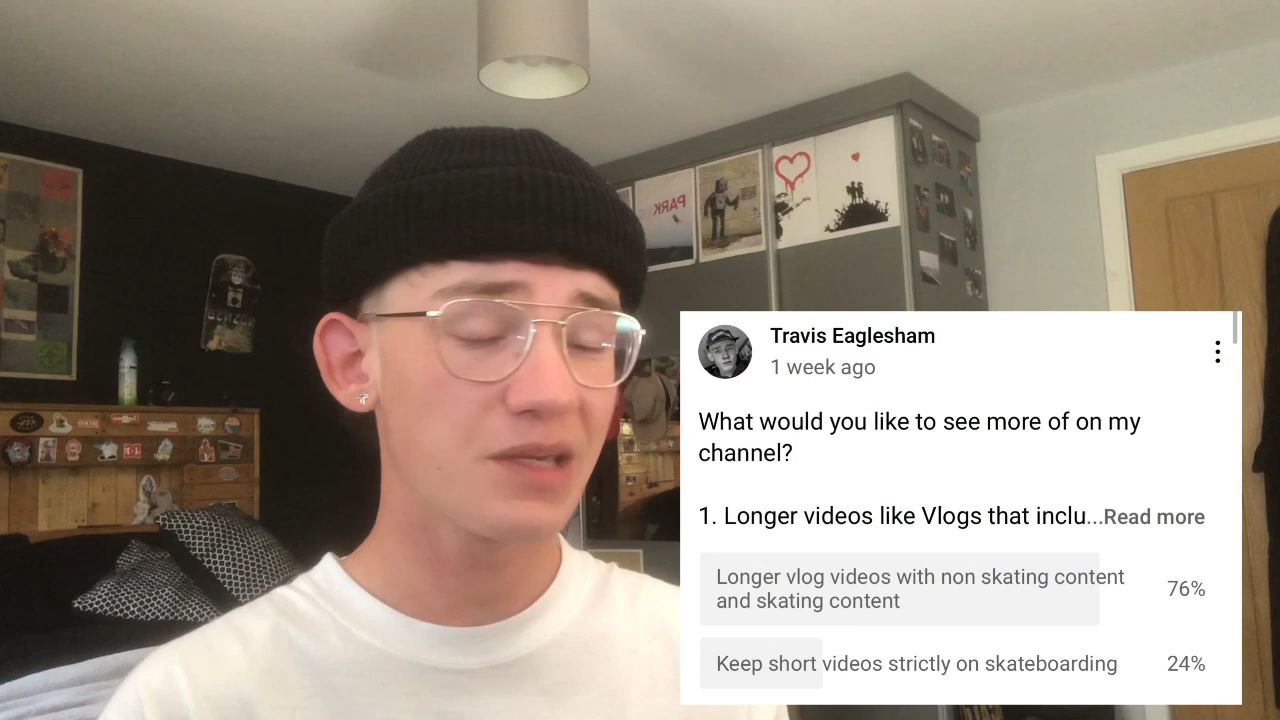 PARK
Travis Eaglesham
1 week ago
What would you like to see more of on my
channel?
1. Longer videos like Vlogs that inclu...Read more
Longer vlog videos with non skating content
and skating content
76%
Keep short videos strictly on skateboarding
24%